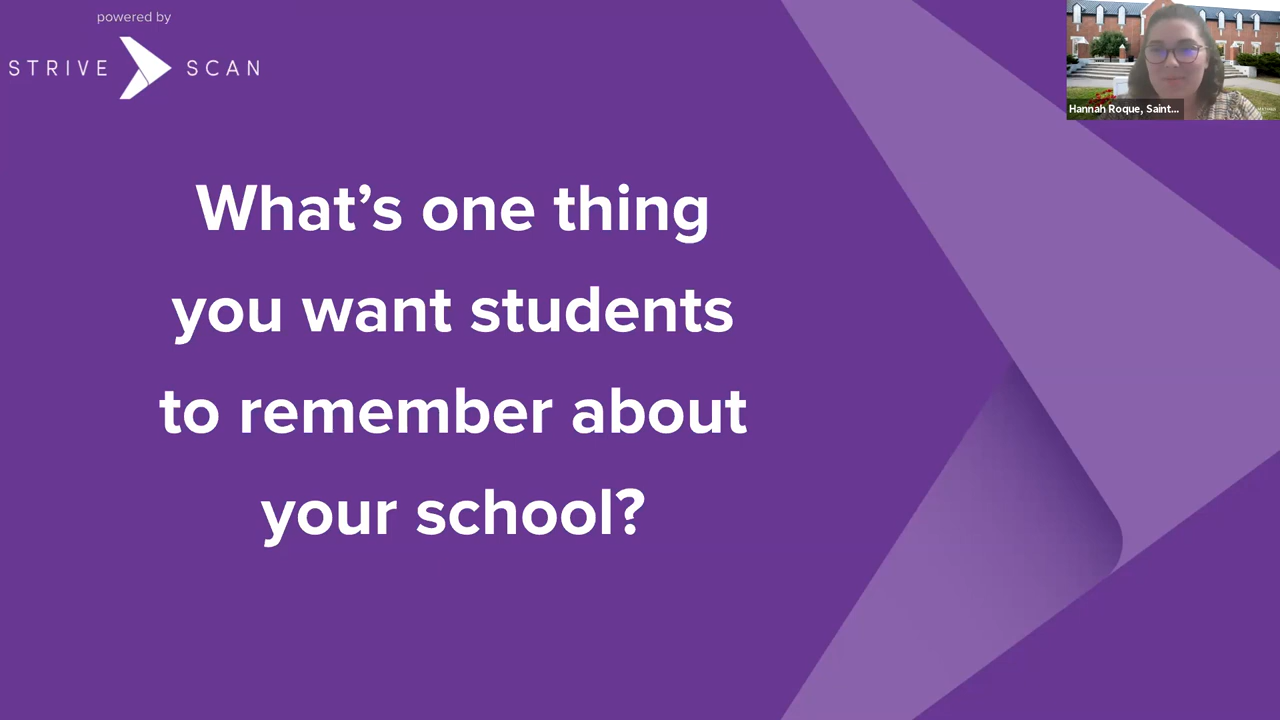 powered by
STRIVE SCAN
What's one thing
you want students
to remember about
your school?
Hannah Roque, Saint...